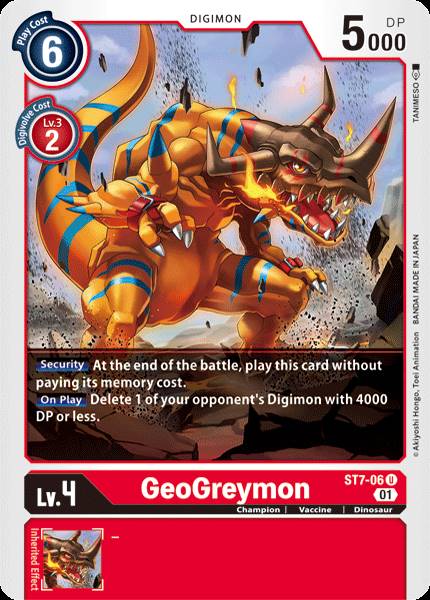 Play Cost
6
DIGIMON
DP
5000
Digivolve Cost
Lv.3
2
TANIMESO
Security At the end of the battle, play this card without
paying its memory cost.
On Play Delete 1 of your opponent's Digimon with 4000
DP or less.
© Akiyoshi Hongo, Toei Animation BANDAI MADE IN JAPAN
Lv.4
GeoGreymon
ST7-06 U
01
Champion | Vaccine | Dinosaur
Inherited Effect
–